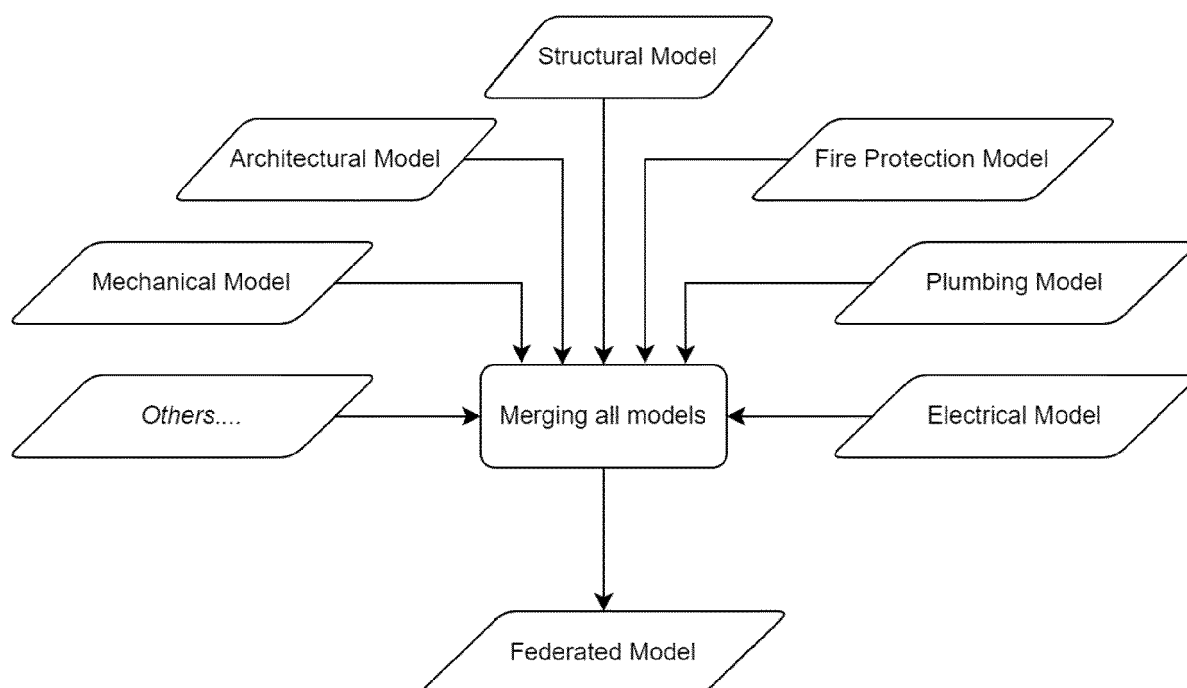 Structural Model
Architectural Model
Fire Protection Model
Mechanical Model
Plumbing Model
Others....
Merging all models
Electrical Model
Federated Model